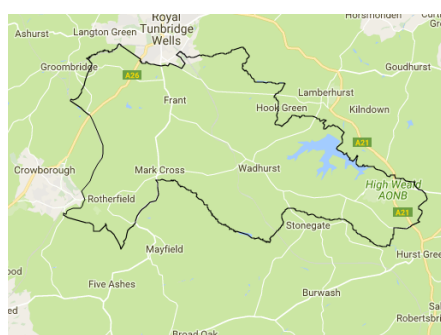 Royal
Tunbridge
Wells
Horsmonden
Ashurst
Langton Green
Groombridge
A26
Goudhurst
Lamberhurst
Frant
Hook Green
Kilndown
A21
Crowborough
Mark Cross
Wadhurst
High Weald
AONB
Rotherfield
A21
Stonegate
Mayfield
Hurst Green
Five Ashes
Burwash
Broad Oak
Robertsbri